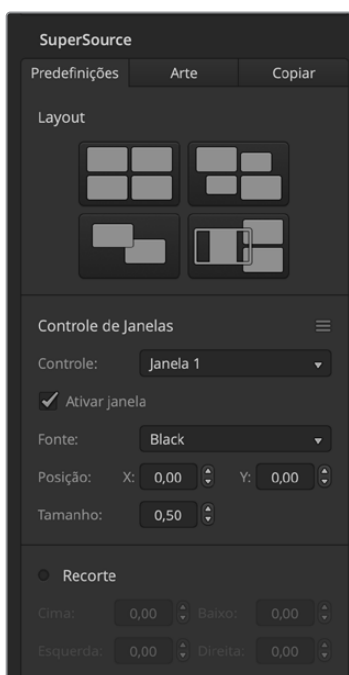 SuperSource
Predefinições Arte Copiar
Layout
Controle de Janelas
Controle: Janela 1
Ativar janela
Fonte: Black
Posição: X: 0,00 Y: 0,00
Tamanho: 0,50
Recorte
Cima: 0,00 Baixo: 0,00
Esquerda: 0,00 Direita: 0,00